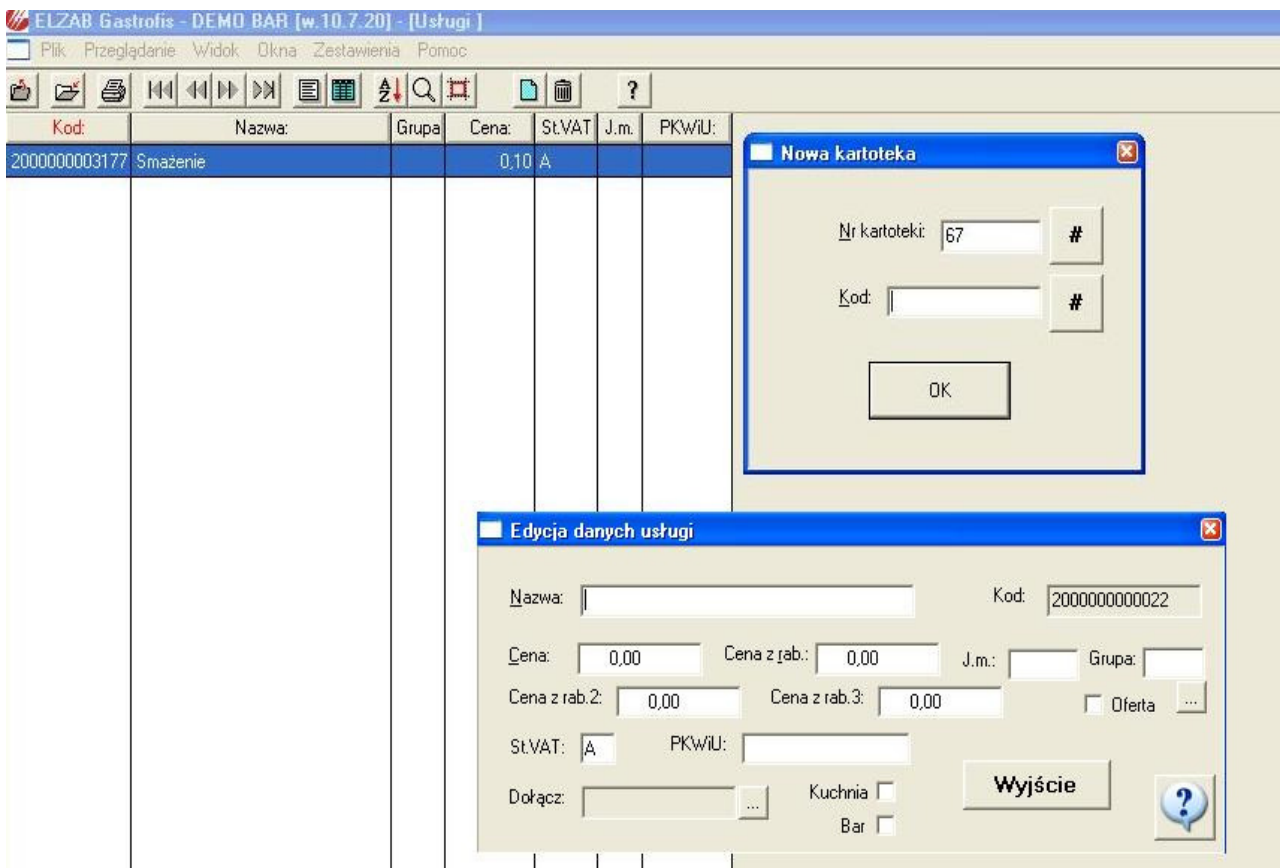 ELZAB Gastrofis - DEMO BAR [w.10.7.20] - [Usługi ]
Plik Przeglądanie Widok Okna Zestawienia Pomoc
?
Kod: Nazwa: Grupa Cena: St.VAT J.m. PKWiU:
2000000003177 Smażenie 0,10 A
Nowa kartoteka
Nr kartoteki: 67 #
Kod: #
OK
Edycja danych usługi
Nazwa: Kod: 2000000000022
Cena: 0,00 Cena z rab.: 0,00 J.m.: Grupa:
Cena z rab.2: 0,00 Cena z rab.3: 0,00 Oferta ...
St.VAT: A PKWiU:
Dołącz: ... Kuchnia Wyjście
Bar ?